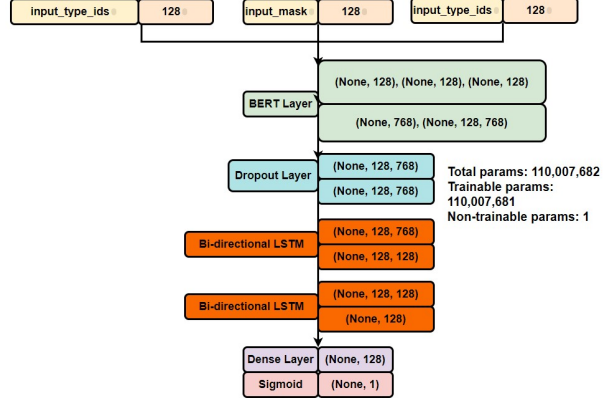 input_type_ids 128 input_mask 128 input_type_ids 128
(None, 128), (None, 128), (None, 128)
BERT Layer
(None, 768), (None, 128, 768)
Dropout Layer
(None, 128, 768)
(None, 128, 768)
Total params: 110,007,682
Trainable params:
110,007,681
Non-trainable params: 1
Bi-directional LSTM
(None, 128, 768)
(None, 128, 128)
Bi-directional LSTM
(None, 128, 128)
(None, 128)
Dense Layer (None, 128)
Sigmoid (None, 1)